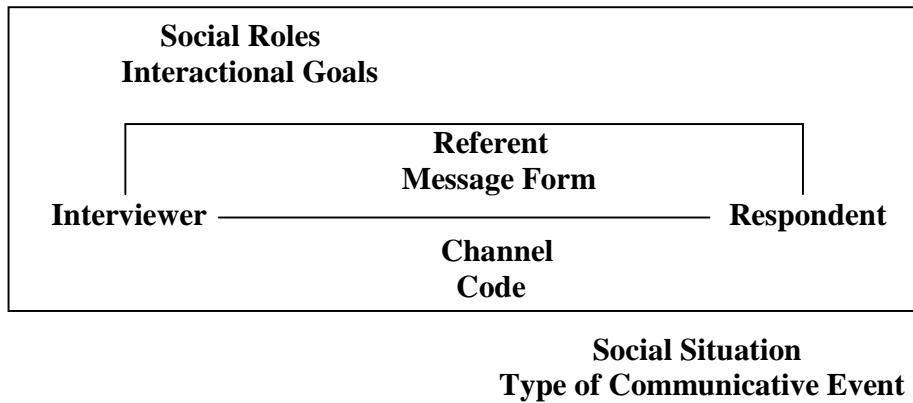 Social Roles
Interactional Goals
Referent
Message Form
Interviewer
Respondent
Channel
Code
Social Situation
Type of Communicative Event